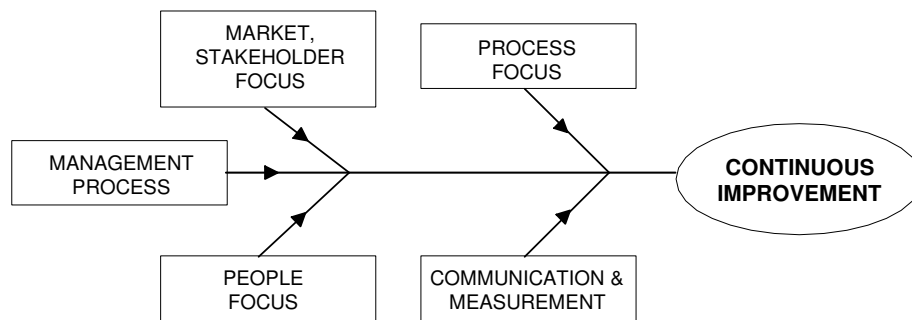 MARKET,
STAKEHOLDER
FOCUS
PROCESS
FOCUS
MANAGEMENT
PROCESS
CONTINUOUS
IMPROVEMENT
PEOPLE
FOCUS
COMMUNICATION &
MEASUREMENT